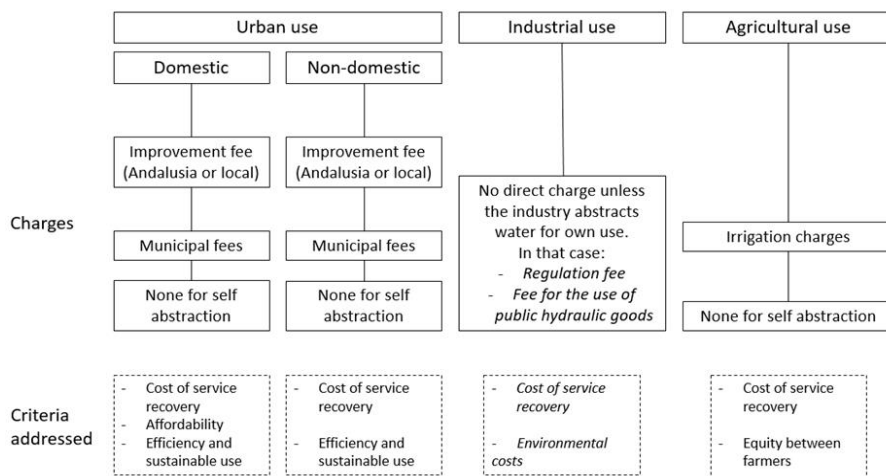 Urban use
Industrial use
Agricultural use
Domestic
Non-domestic
Charges
Improvement fee
(Andalusia or local)
Improvement fee
(Andalusia or local)
Municipal fees
Municipal fees
None for self
abstraction
None for self
abstraction
No direct charge unless
the industry abstracts
water for own use.
In that case:
- Regulation fee
- Fee for the use of
public hydraulic goods
Irrigation charges
None for self abstraction
Criteria
addressed
- Cost of service
recovery
- Affordability
- Efficiency and
sustainable use
- Cost of service
recovery
- Efficiency and
sustainable use
- Cost of service
recovery
- Environmental
costs
- Cost of service
recovery
- Equity between
farmers